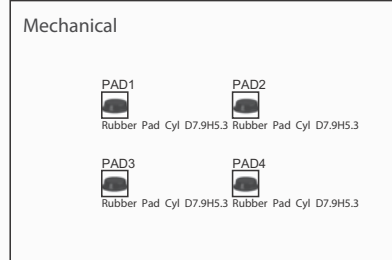 Mechanical
PAD1 PAD2
Rubber Pad Cyl D7.9H5.3 Rubber Pad Cyl D7.9H5.3
PAD3 PAD4
Rubber Pad Cyl D7.9H5.3 Rubber Pad Cyl D7.9H5.3